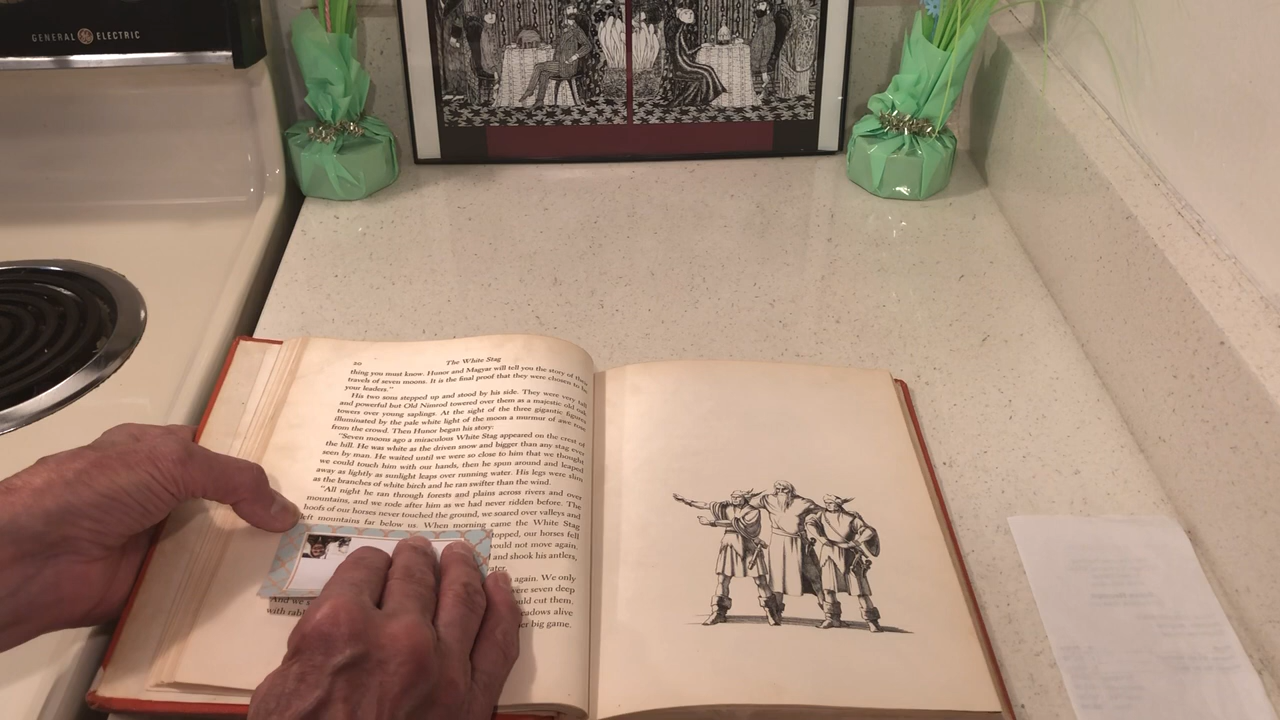 GENERAL GE ELECTRIC
20 The White Stag
thing you must know. Hunor and Magyar will tell you the story of their
travels of seven moons. It is the final proof that they were chosen to be
your leaders."
His two sons stepped up and stood by his side. They were very tall
and powerful but Old Nimrod towered over them as a majestic old oak
towers over young saplings. At the sight of the three gigantic figures
illuminated by the pale white light of the moon a murmur of awe rose
from the crowd. Then Hunor began his story:
"Seven moons ago a miraculous White Stag appeared on the crest of
the hill. He was white as the driven snow and bigger than any stag ever
seen by man. He waited until we were so close to him that we thought
we could touch him with our hands, then he spun around and leaped
away as lightly as sunlight leaps over running water. His legs were slim
as the branches of white birch and he ran swifter than the wind.
"All night he ran through forests and plains across rivers and over
mountains, and we rode after him as we had never ridden before. The
hoofs of our horses never touched the ground, we soared over valleys and
left mountains far below us. When morning came the White Stag
topped, our horses fell
would not move again.
and shook his antlers,
ater.
again. We only
were seven deep
uld cut them.
And we s eadows alive
with rabb er big game.